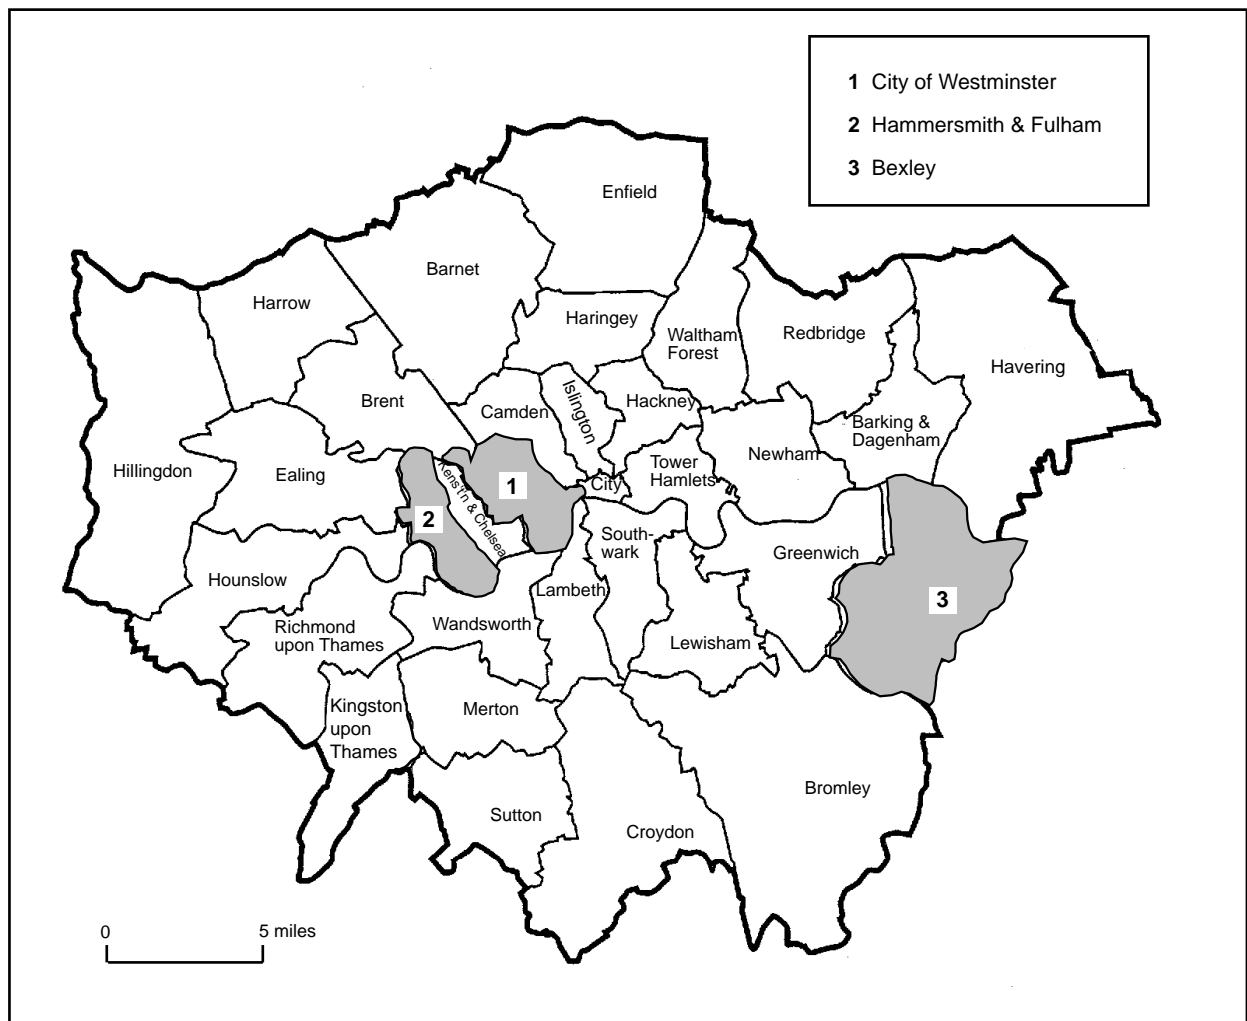 1 City of Westminster
2 Hammersmith & Fulham
3 Bexley
Enfield
Barnet
Harrow
Haringey
Waltham
Forest
Redbridge
Havering
Brent
Camden
Islington
Hackney
Barking &
Dagenham
Hillingdon
Ealing
Kenst'n & Chelsea
1
City
Tower
Hamlets
Newham
2
South-
wark
Greenwich
Hounslow
Lambeth
3
Richmond
upon Thames
Wandsworth
Lewisham
Kingston
upon
Thames
Merton
Bromley
Sutton
Croydon
0 5 miles